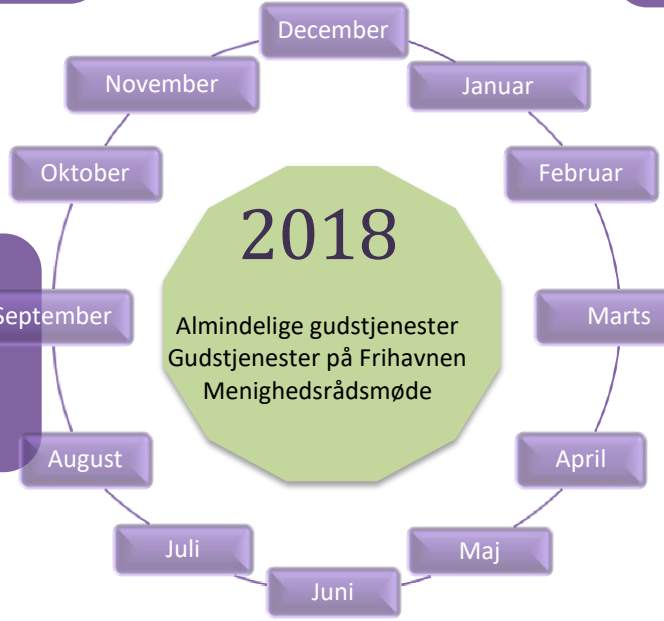 December
November
Januar
Oktober
Februar
2018
September
Marts
Almindelige gudstjenester
Gudstjenester på Frihavnen
Menighedsrådsmøde
August
April
Juli
Maj
Juni